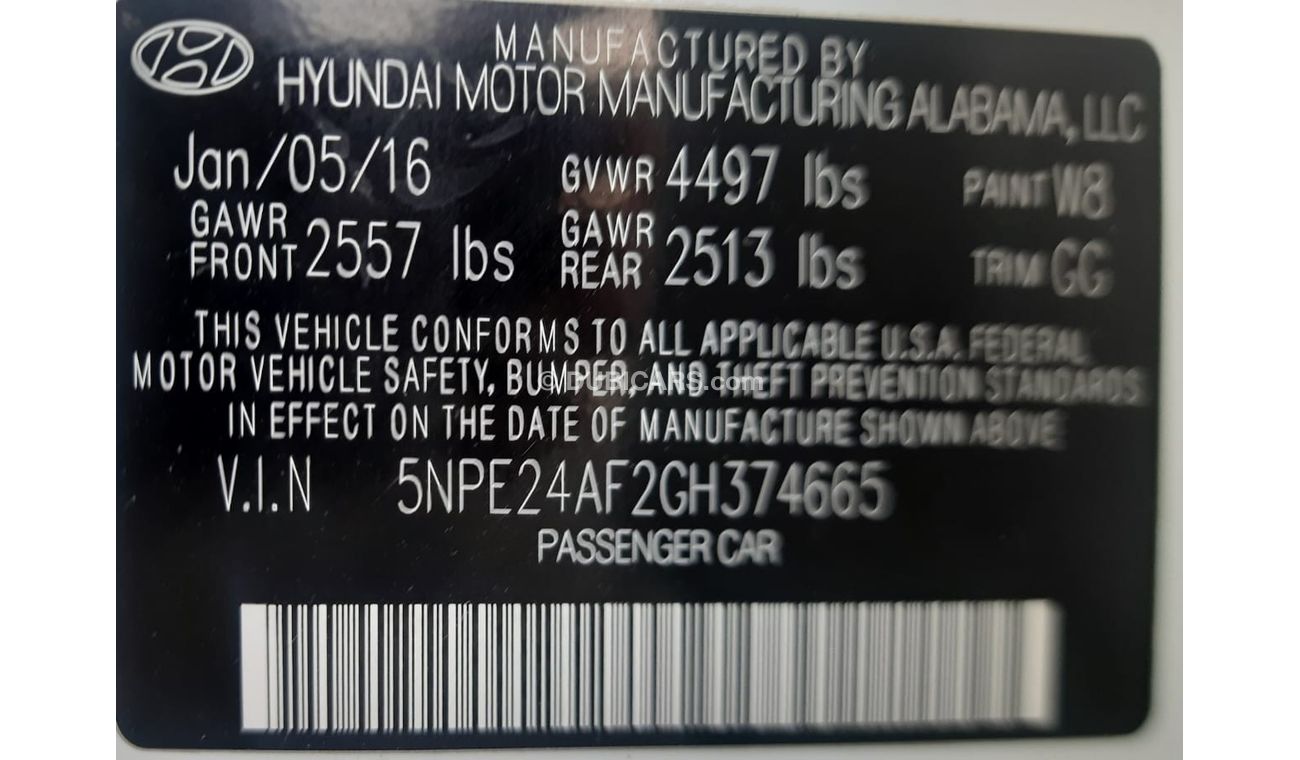 MANUFACTURED BY
HYUNDAI MOTOR MANUFACTURING ALABAMA, LLC
Jan/05/16 GVWR 4497 lbs PAINT W8
GAWR FRONT 2557 lbs GAWR REAR 2513 lbs TRIM GG
THIS VEHICLE CONFORMS TO ALL APPLICABLE U.S.A. FEDERAL
MOTOR VEHICLE SAFETY, BUMPER, AND THEFT PREVENTION STANDARDS
© DUBICARS.com
IN EFFECT ON THE DATE OF MANUFACTURE SHOWN ABOVE
V.I.N 5NPE24AF2GH374665
PASSENGER CAR